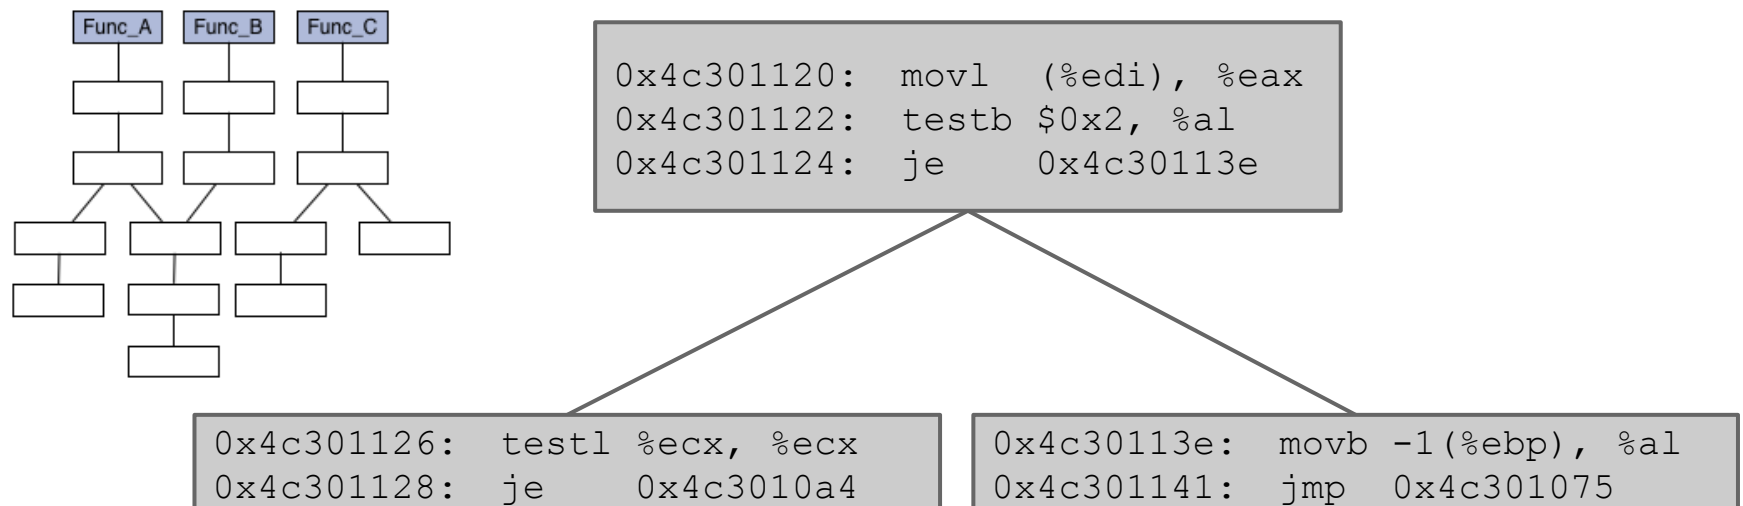 Func_A Func_B Func_C
0x4c301120: movl (%edi), %eax
0x4c301122: testb $0x2, %al
0x4c301124: je 0x4c30113e
0x4c301126: testl %ecx, %ecx
0x4c301128: je 0x4c3010a4
0x4c30113e: movb -1(%ebp), %al
0x4c301141: jmp 0x4c301075